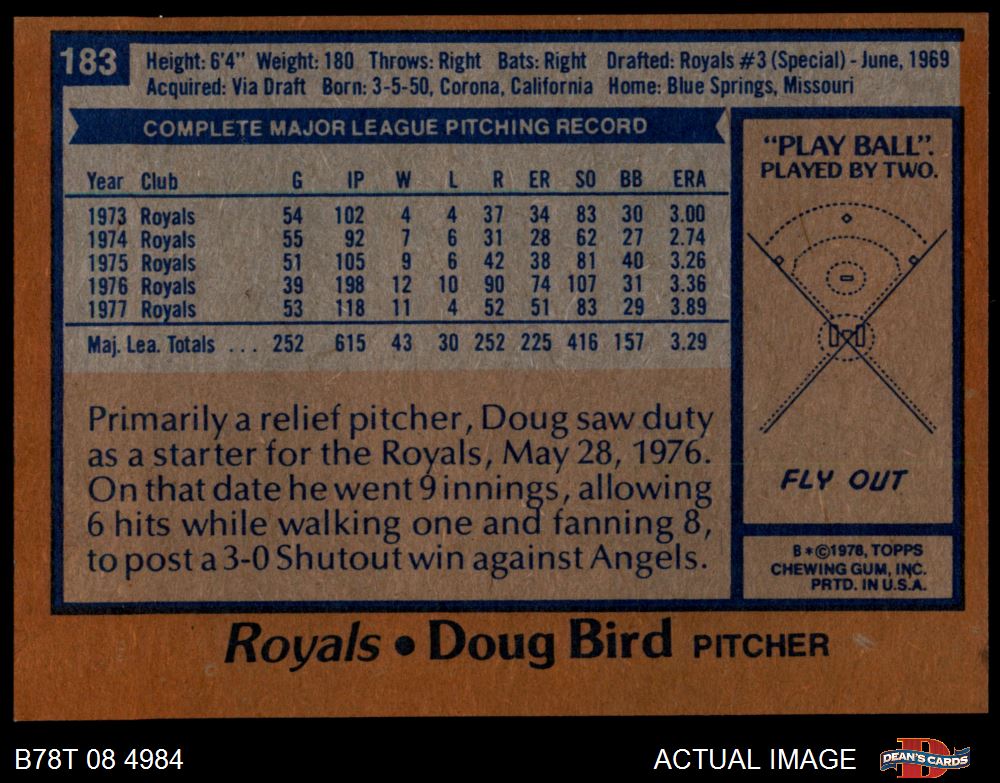 183
Height: 6'4" Weight: 180 Throws: Right Bats: Right Drafted: Royals #3 (Special) - June, 1969
Acquired: Via Draft Born: 3-5-50, Corona, California Home: Blue Springs, Missouri
COMPLETE MAJOR LEAGUE PITCHING RECORD
Year Club G IP W L R ER SO BB ERA
1973 Royals 54 102 4 4 37 34 83 30 3.00
1974 Royals 55 92 7 6 31 28 62 27 2.74
1975 Royals 51 105 9 6 42 38 81 40 3.26
1976 Royals 39 198 12 10 90 74 107 31 3.36
1977 Royals 53 118 11 4 52 51 83 29 3.89
Maj. Lea. Totals ... 252 615 43 30 252 225 416 157 3.29
Primarily a relief pitcher, Doug saw duty
as a starter for the Royals, May 28, 1976.
On that date he went 9 innings, allowing
6 hits while walking one and fanning 8,
to post a 3-0 Shutout win against Angels.
"PLAY BALL".
PLAYED BY TWO.
FLY OUT
B*©1978, TOPPS
CHEWING GUM, INC.
PRTD. IN U.S.A.
Royals • Doug Bird PITCHER
B78T 08 4984
ACTUAL IMAGE
DEAN'S CARDS